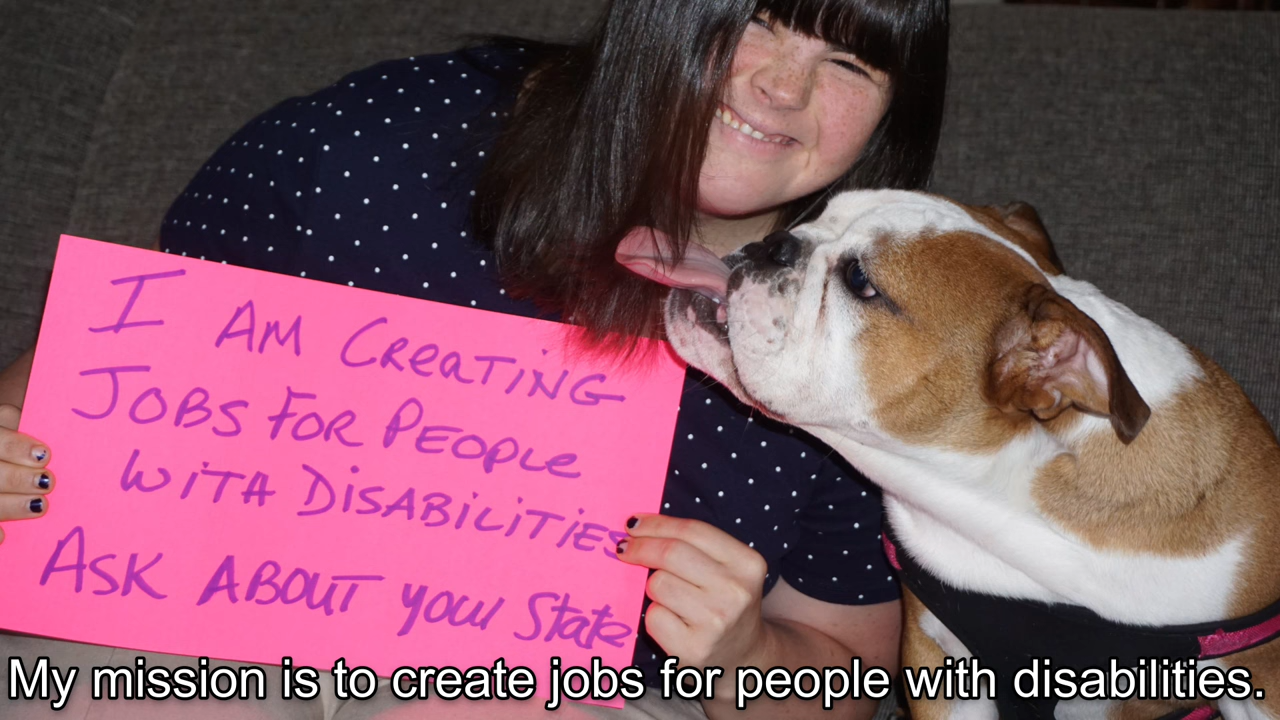 I AM CREATING
JOBS FOR PEOPLE
WITH DISABILITIES
ASK ABOUT YOUR State
My mission is to create jobs for people with disabilities.